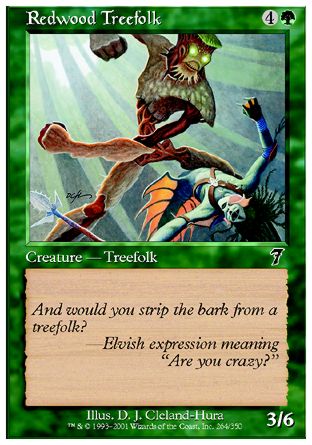 Redwood Treefolk 4
Creature — Treefolk 7
And would you strip the bark from a
treefolk?
—Elvish expression meaning
“Are you crazy?”
Illus. D. J. Cleland-Hura
™ & © 1993–2001 Wizards of the Coast, Inc. 264/350
3/6